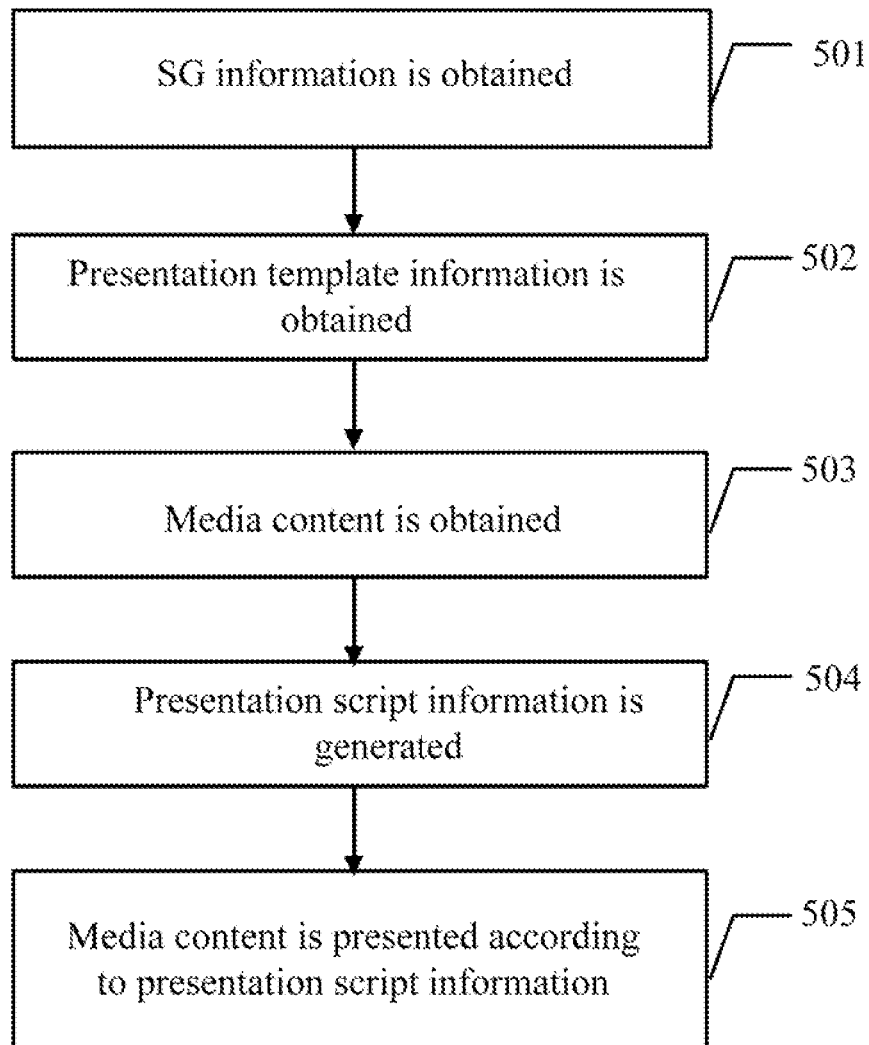 SG information is obtained
501
Presentation template information is
obtained
502
Media content is obtained
503
Presentation script information is
generated
504
Media content is presented according
to presentation script information
505